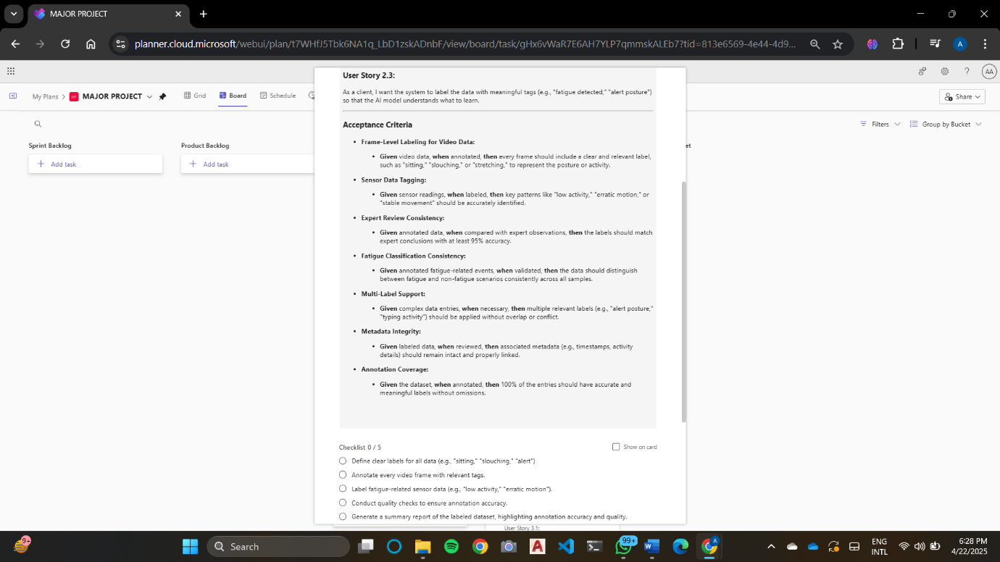 MAJOR PROJECT
planner.cloud.microsoft/webui/plan/t7WHfJ5Tbk6NA1q_LbD1zskADnbF/view/board/task/gHx6vWaR7E6AH7YLP7qmmskALEb7?tid=813e6569-4e44-4d9...
A
AA
My Plans
MP
MAJOR PROJECT
Grid
Board
Schedule
Share
Filters
Group by Bucket
Sprint Backlog
Product Backlog
et
Add task
Add task
User Story 2.3:
As a client, I want the system to label the data with meaningful tags (e.g., "fatigue detected," "alert posture")
so that the AI model understands what to learn.
Acceptance Criteria
• Frame-Level Labeling for Video Data:
• Given video data, when annotated, then every frame should include a clear and relevant label,
such as "sitting," "slouching," or "stretching," to represent the posture or activity.
• Sensor Data Tagging:
• Given sensor readings, when labeled, then key patterns like "low activity," "erratic motion," or
"stable movement" should be accurately identified.
• Expert Review Consistency:
• Given annotated data, when compared with expert observations, then the labels should match
expert conclusions with at least 95% accuracy.
• Fatigue Classification Consistency:
• Given annotated fatigue-related events, when validated, then the data should distinguish
between fatigue and non-fatigue scenarios consistently across all samples.
• Multi-Label Support:
• Given complex data entries, when necessary, then multiple relevant labels (e.g., "alert posture,"
"typing activity") should be applied without overlap or conflict.
• Metadata Integrity:
• Given labeled data, when reviewed, then associated metadata (e.g., timestamps, activity
details) should remain intact and properly linked.
• Annotation Coverage:
• Given the dataset, when annotated, then 100% of the entries should have accurate and
meaningful labels without omissions.
Checklist 0 / 5
Show on card
Define clear labels for all data (e.g., "sitting," "slouching," "alert")
Annotate every video frame with relevant tags.
Label fatigue-related sensor data (e.g., "low activity," "erratic motion").
Conduct quality checks to ensure annotation accuracy.
Generate a summary report of the labeled dataset, highlighting annotation accuracy and quality.
User Story 3.1:
9+
Search
99+
A
ENG
INTL
6:28 PM
4/22/2025